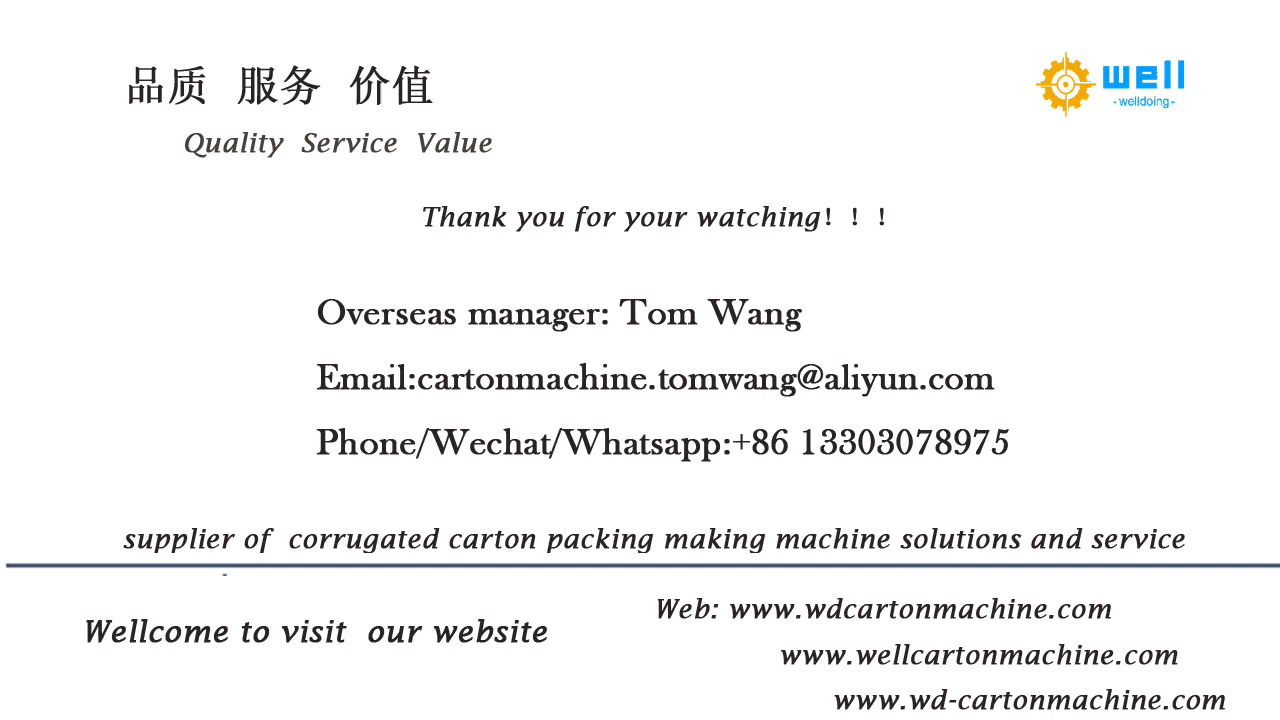 品质 服务 价值
well
-welldoing-
Quality Service Value
Thank you for your watching！！！
Overseas manager: Tom Wang
Email:cartonmachine.tomwang@aliyun.com
Phone/Wechat/Whatsapp:+86 13303078975
supplier of corrugated carton packing making machine solutions and service
Wellcome to visit our website
Web: www.wdcartonmachine.com
www.wellcartonmachine.com
www.wd-cartonmachine.com